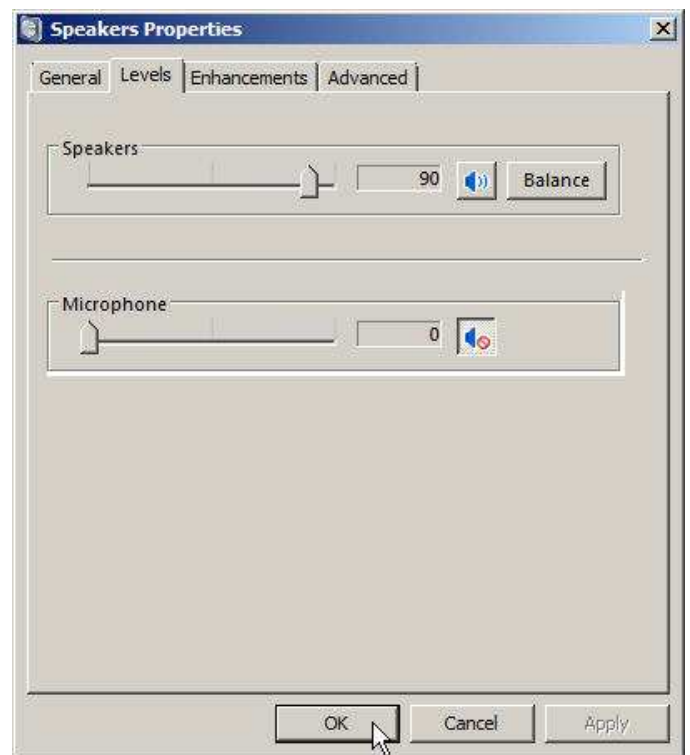 Speakers Properties
General Levels Enhancements Advanced
Speakers
90 Balance
Microphone
0
OK Cancel Apply